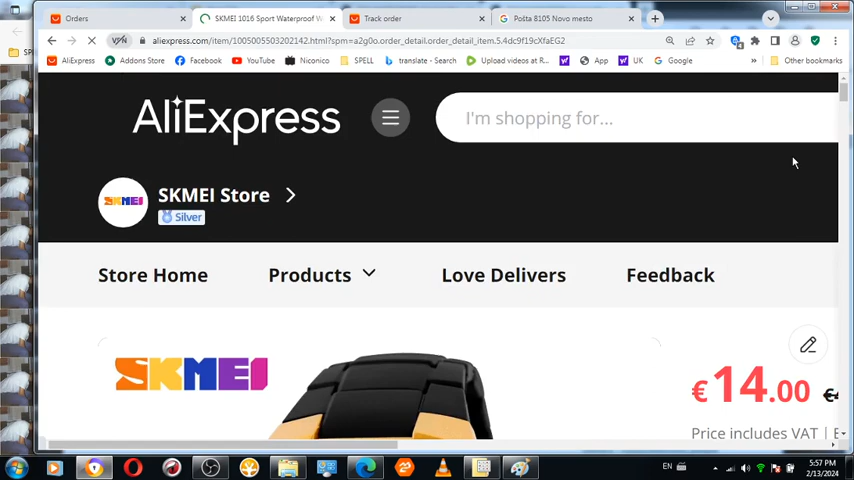 Orders
SKMEI 1016 Sport Waterproof W
Track order
Pošta 8105 Novo mesto
VPN
aliexpress.com/item/1005005503202142.html?spm=a2g0o.order_detail.order_detail_item.5.4dc9f19cXfaEG2
AliExpress
Addons Store
Facebook
YouTube
Niconico
SPELL
translate - Search
Upload videos at R...
App
UK
Google
Other bookmarks
AliExpress
I'm shopping for...
SKMEI
SKMEI Store
Silver
Store Home
Products
Love Delivers
Feedback
SKMEI
€14.00
Price includes VAT
EN
5:57 PM
2/13/2024